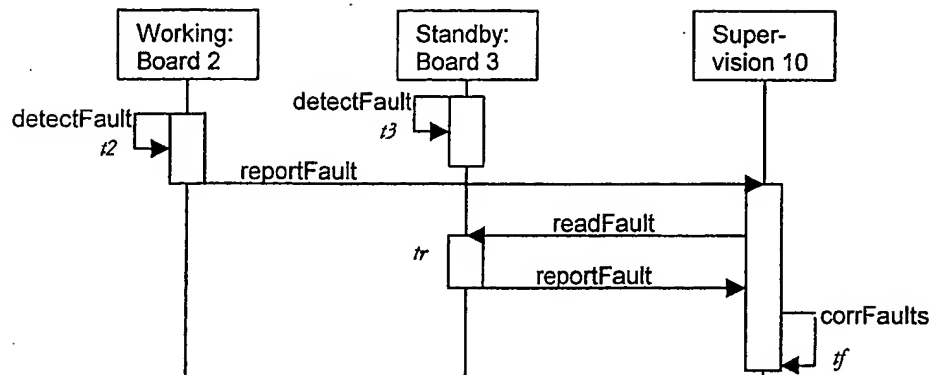 Working:
Board 2
Standby:
Board 3
Super-
vision 10
detectFault
t2
detectFault
t3
reportFault
readFault
tr
reportFault
corrFaults
tf